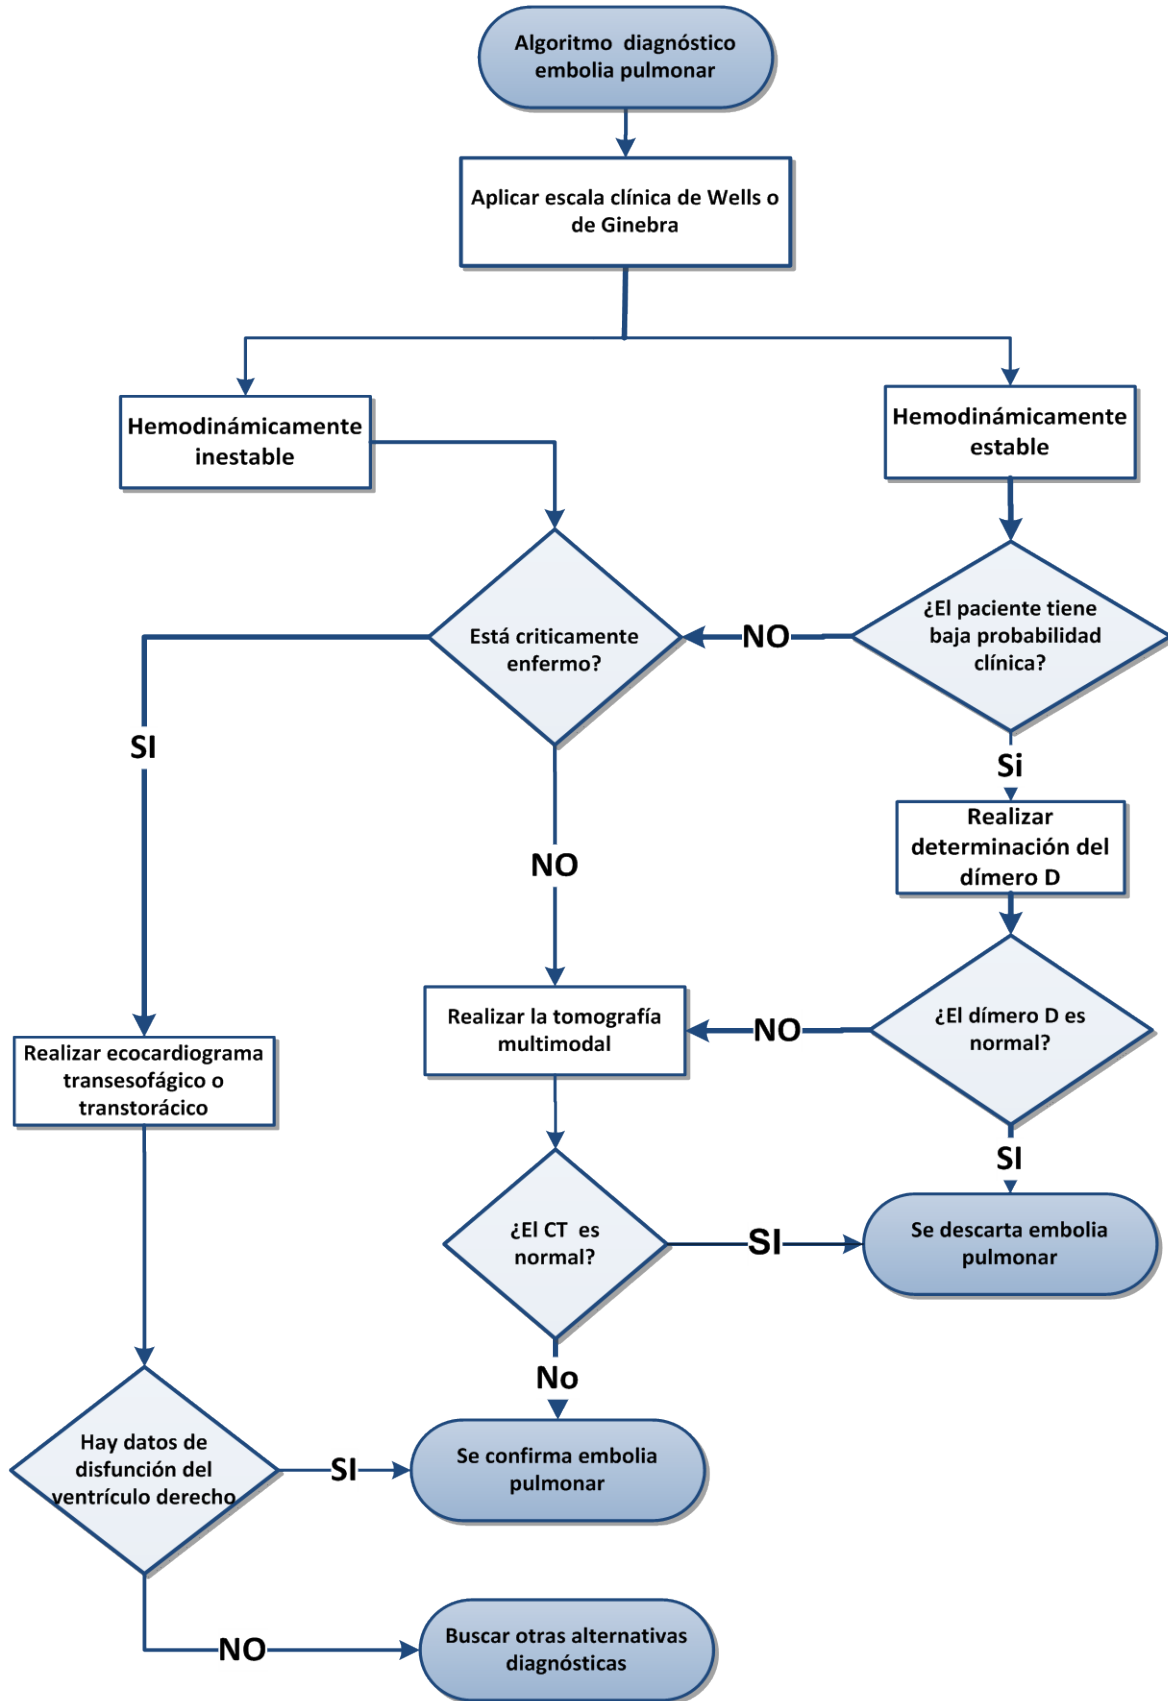 Algoritmo diagnóstico
embolia pulmonar
Aplicar escala clínica de Wells o
de Ginebra
Hemodinámicamente
inestable
Hemodinámicamente
estable
¿El paciente tiene
baja probabilidad
clínica?
NO
Está criticamente
enfermo?
SI
Si
NO
Realizar
determinación del
dímero D
Realizar la tomografía
multimodal
NO
¿El dímero D es
normal?
Realizar ecocardiograma
transesofágico o
transtorácico
SI
¿El CT es
normal?
SI
Se descarta embolia
pulmonar
No
Hay datos de
disfunción del
ventrículo derecho
SI
Se confirma embolia
pulmonar
NO
Buscar otras alternativas
diagnósticas